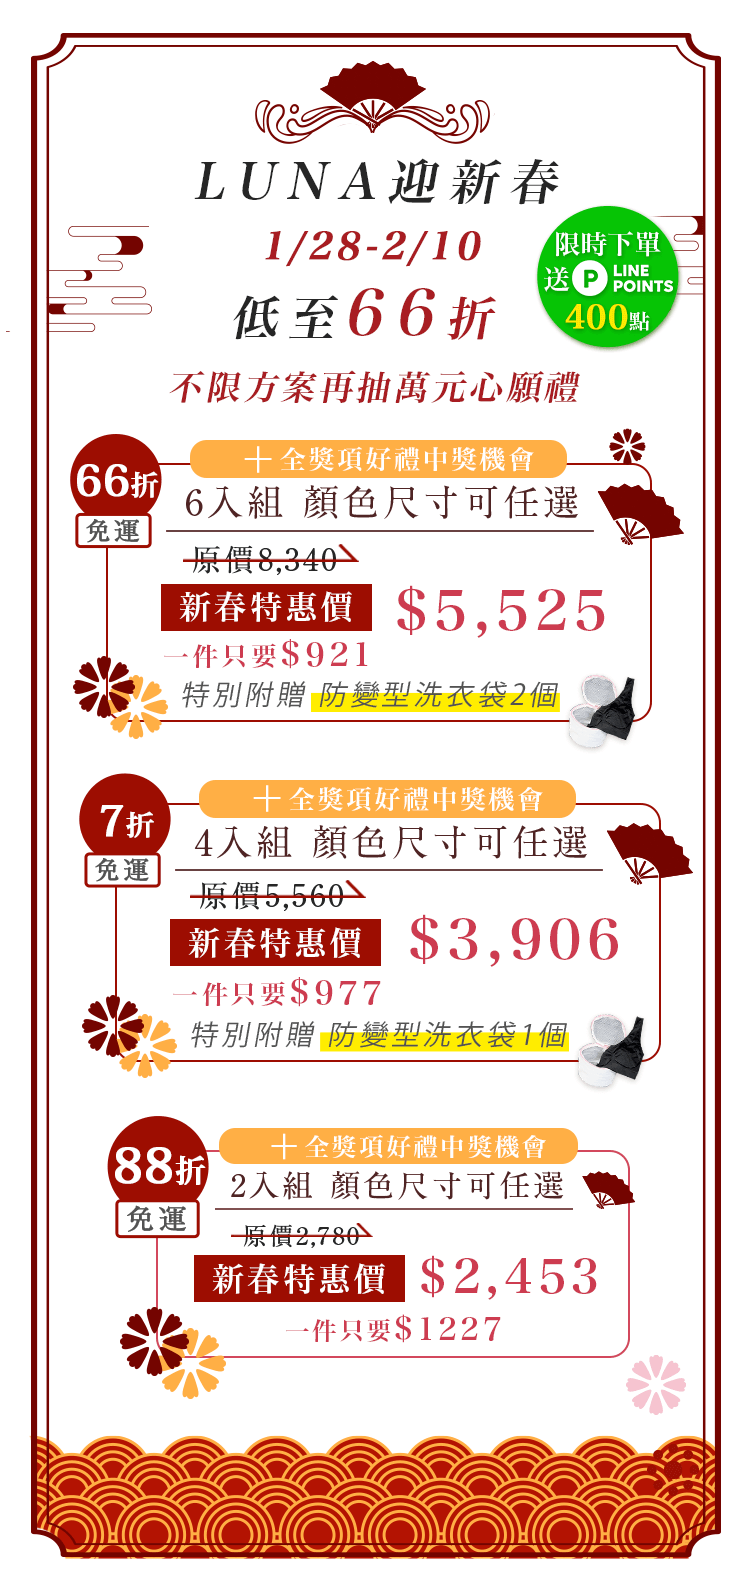 LUNA迎新春
1/28-2/10
低至66折
限時下單
送 P LINE POINTS
400點
不限方案再抽萬元心願禮
66折
免運
＋全獎項好禮中獎機會
6入組 顏色尺寸可任選
原價8,340
新春特惠價 $5,525
一件只要$921
特別附贈 防變型洗衣袋2個
7折
免運
＋全獎項好禮中獎機會
4入組 顏色尺寸可任選
原價5,560
新春特惠價 $3,906
一件只要$977
特別附贈 防變型洗衣袋1個
88折
免運
＋全獎項好禮中獎機會
2入組 顏色尺寸可任選
原價2,780
新春特惠價 $2,453
一件只要$1227